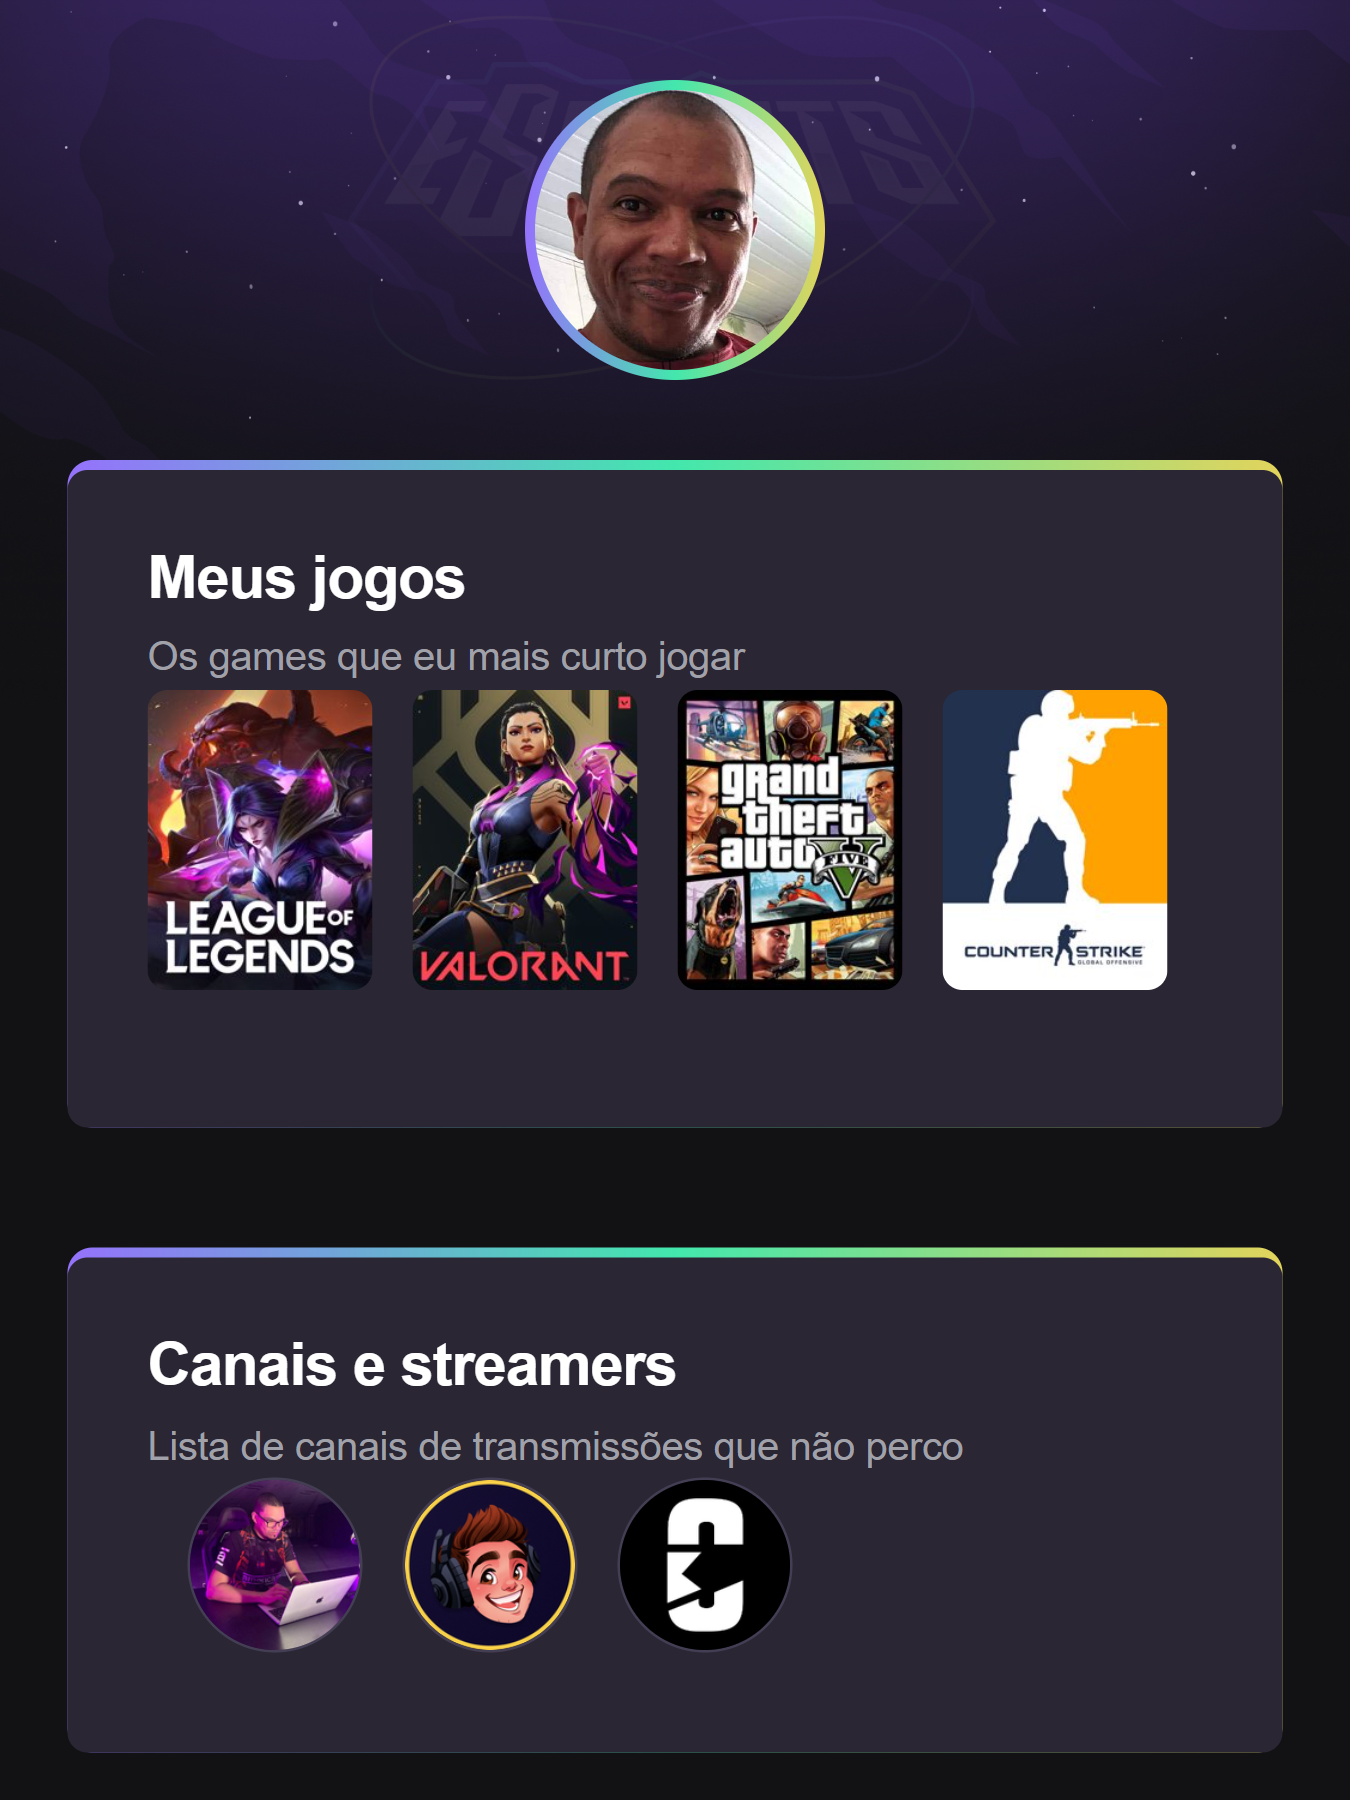 ESPORTS
Meus jogos
Os games que eu mais curto jogar
LEAGUE OF
LEGENDS
VALORANT
grand
theft
auto
FIVE
V
COUNTER STRIKE
GLOBAL OFFENSIVE
Canais e streamers
Lista de canais de transmissões que não perco